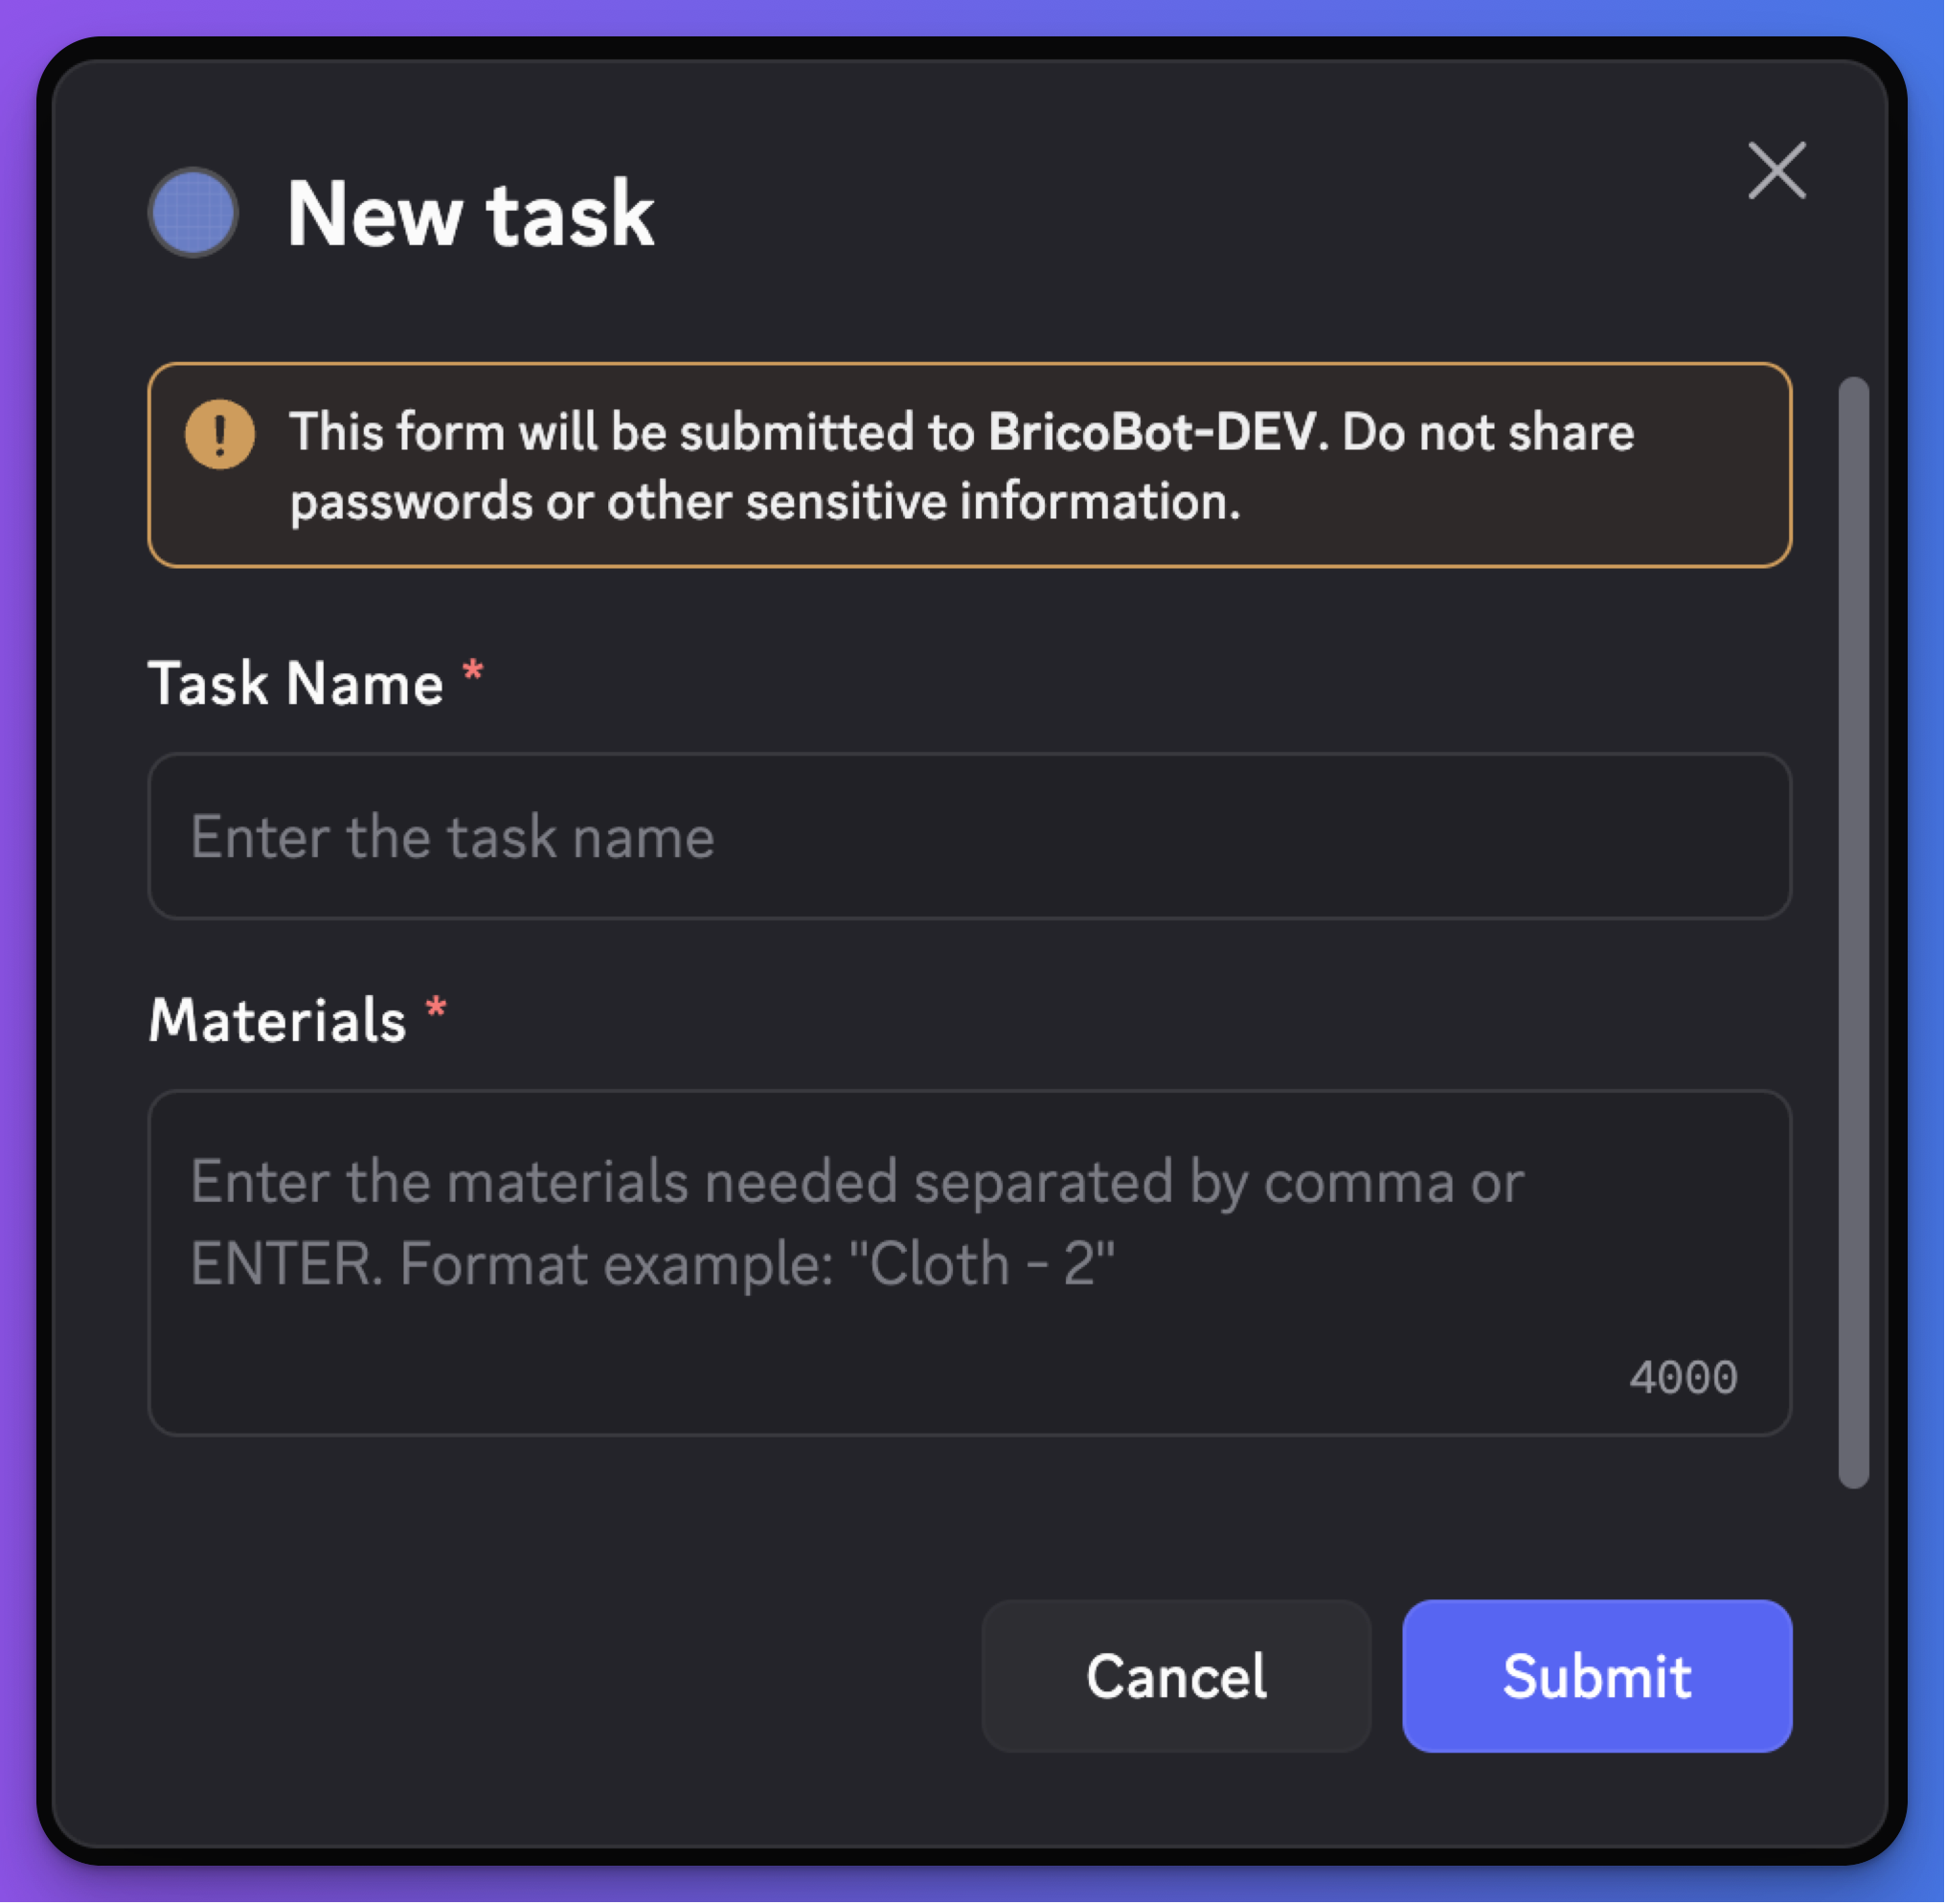 New task
This form will be submitted to BricoBot-DEV. Do not share
passwords or other sensitive information.
Task Name *
Enter the task name
Materials *
Enter the materials needed separated by comma or
ENTER. Format example: "Cloth - 2"
4000
Cancel
Submit